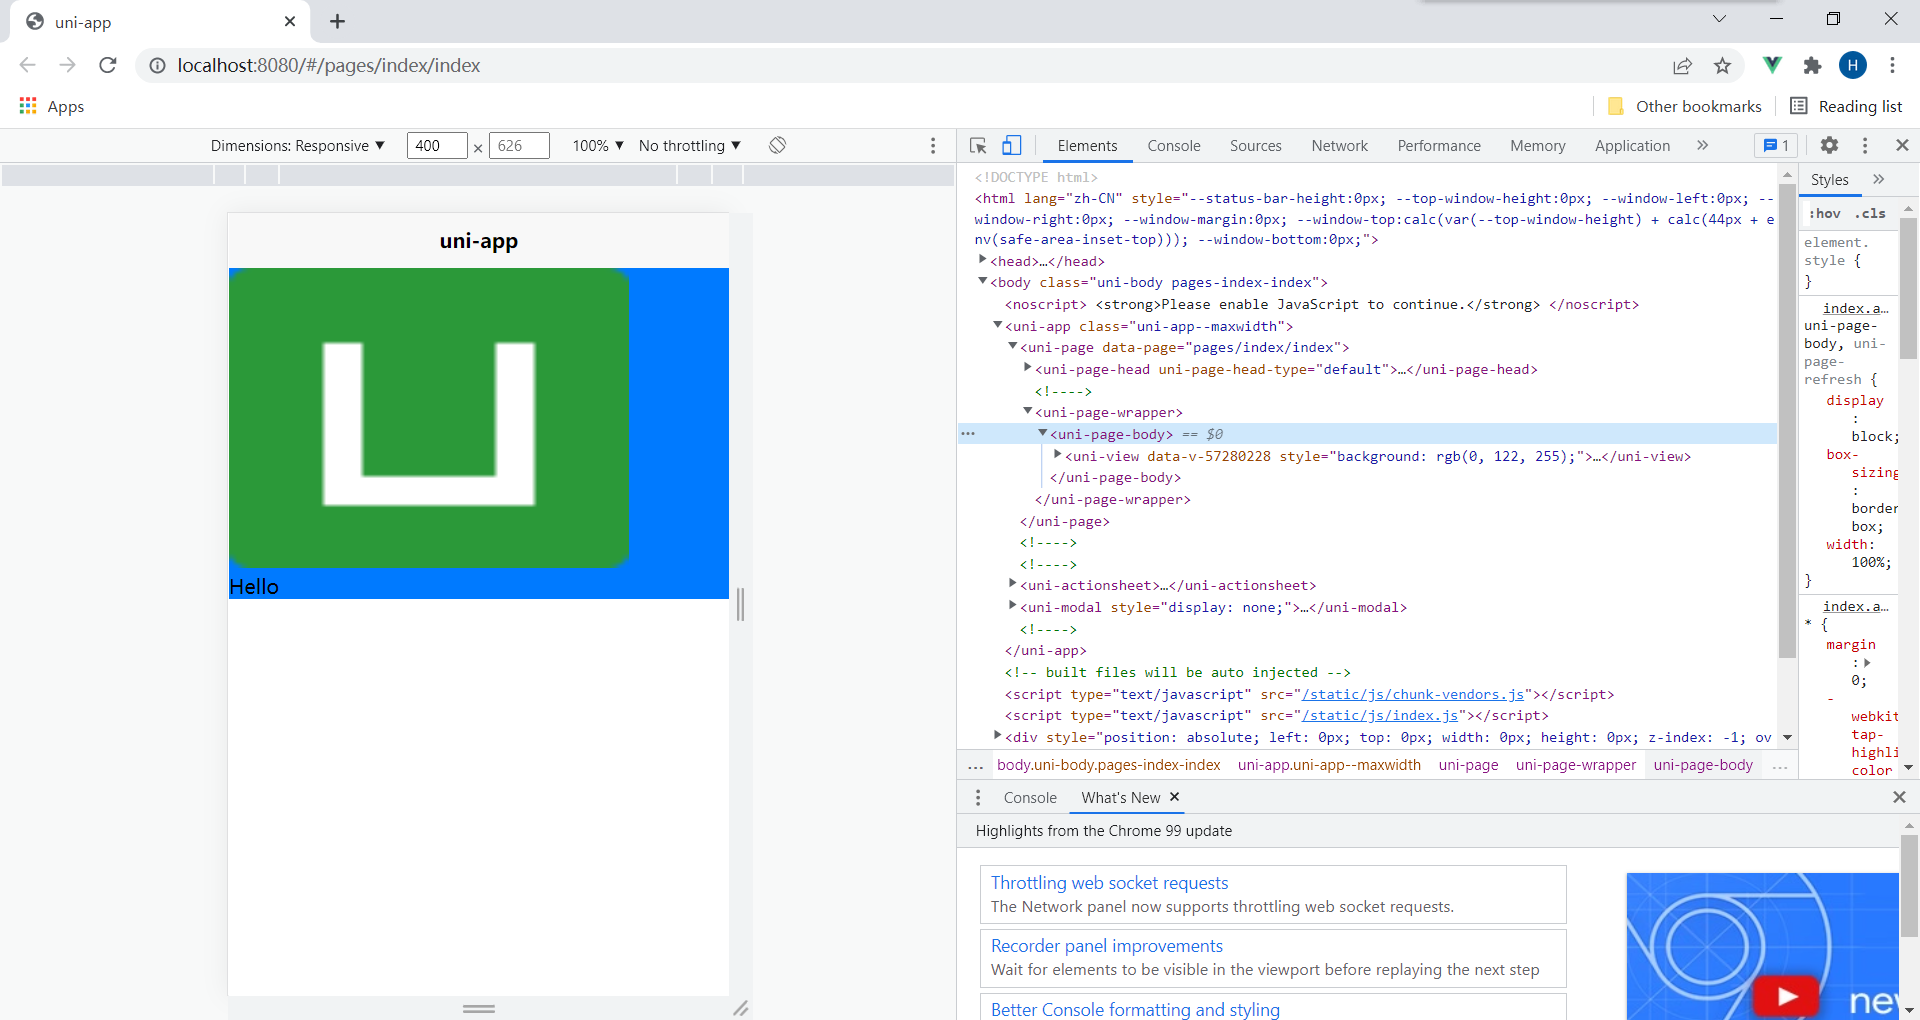 uni-app
localhost:8080/#/pages/index/index
H
Apps
Other bookmarks
Reading list
Dimensions: Responsive ▼ 400 × 626 100% ▼ No throttling ▼
uni-app
Hello
Elements Console Sources Network Performance Memory Application » 1
<!DOCTYPE html>
<html lang="zh-CN" style="--status-bar-height:0px; --top-window-height:0px; --window-left:0px; --
window-right:0px; --window-margin:0px; --window-top:calc(var(--top-window-height) + calc(44px + e
nv(safe-area-inset-top))); --window-bottom:0px;">
<head>…</head>
<body class="uni-body pages-index-index">
<noscript> <strong>Please enable JavaScript to continue.</strong> </noscript>
<uni-app class="uni-app--maxwidth">
<uni-page data-page="pages/index/index">
<uni-page-head uni-page-head-type="default">…</uni-page-head>
<!---->
<uni-page-wrapper>
<uni-page-body> == $0
<uni-view data-v-57280228 style="background: rgb(0, 122, 255);">…</uni-view>
</uni-page-body>
</uni-page-wrapper>
</uni-page>
<!---->
<!---->
<uni-actionsheet>…</uni-actionsheet>
<uni-modal style="display: none;">…</uni-modal>
<!---->
</uni-app>
<!-- built files will be auto injected -->
<script type="text/javascript" src="/static/js/chunk-vendors.js"></script>
<script type="text/javascript" src="/static/js/index.js"></script>
<div style="position: absolute; left: 0px; top: 0px; width: 0px; height: 0px; z-index: -1; ov
... body.uni-body.pages-index-index uni-app.uni-app--maxwidth uni-page uni-page-wrapper uni-page-body ...
Styles »
:hov .cls
element.
style {
}
index.a…
uni-page-
body, uni-
page-
refresh {
display
:
block;
box-
sizing
:
border
box;
width:
100%;
}
index.a…
* {
margin
:
0;
-
webkit
tap-
highli
color
Console What's New
Highlights from the Chrome 99 update
Throttling web socket requests
The Network panel now supports throttling web socket requests.
Recorder panel improvements
Wait for elements to be visible in the viewport before replaying the next step
Better Console formatting and styling
new